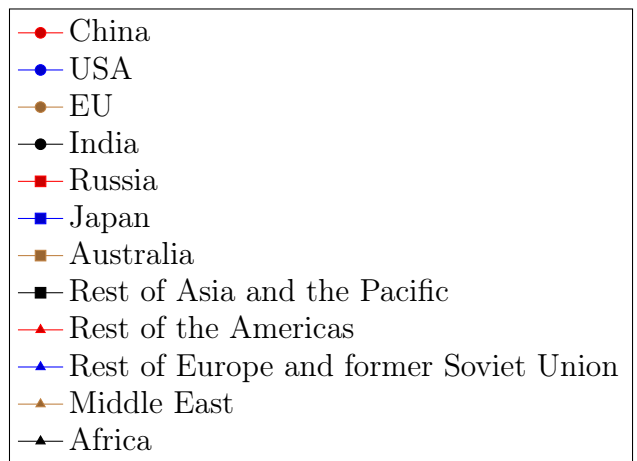 China
USA
EU
India
Russia
Japan
Australia
Rest of Asia and the Pacific
Rest of the Americas
Rest of Europe and former Soviet Union
Middle East
Africa